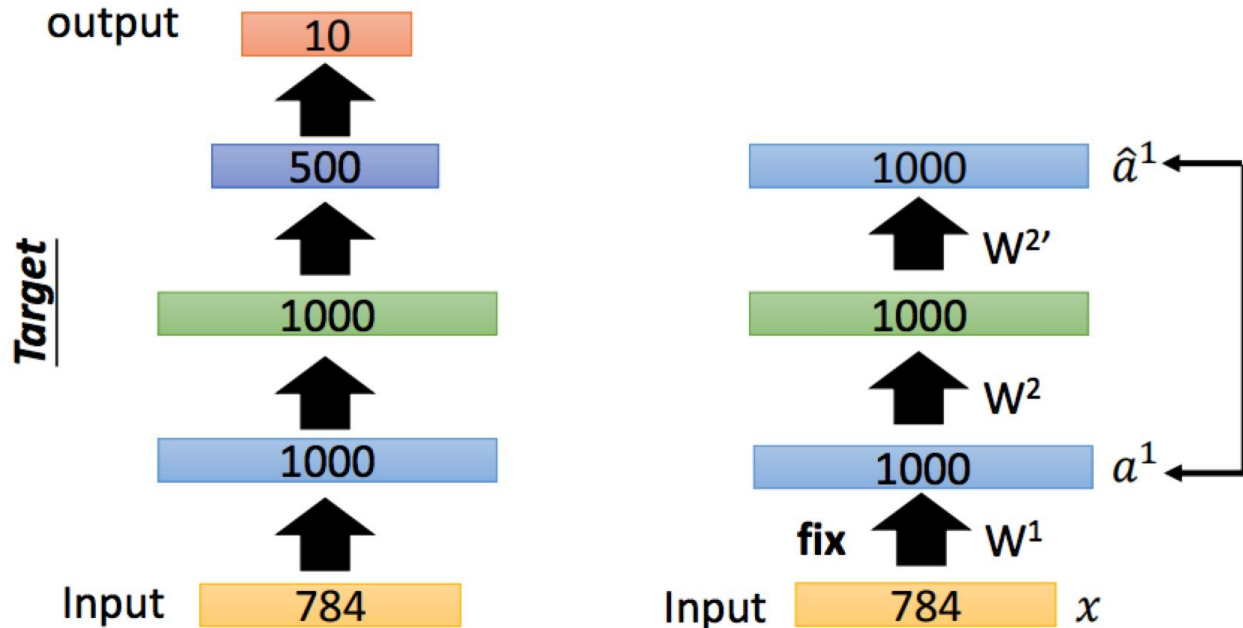 output
10
500
Target
1000
1000
Input
784
1000
â¹
W²’
1000
W²
1000
a¹
fix
W¹
Input
784
x